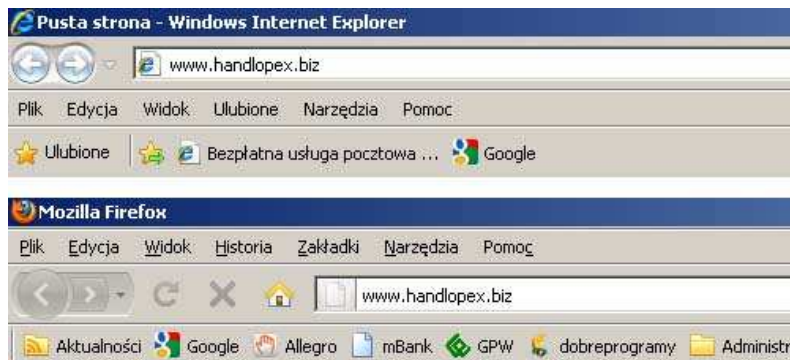 Pusta strona - Windows Internet Explorer
www.handlopex.biz
Plik Edycja Widok Ulubione Narzędzia Pomoc
Ulubione Bezpłatna usługa pocztowa ... Google
Mozilla Firefox
Plik Edycja Widok Historia Zakładki Narzędzia Pomoc
www.handlopex.biz
Aktualności Google Allegro mBank GPW dobreprogramy Administr